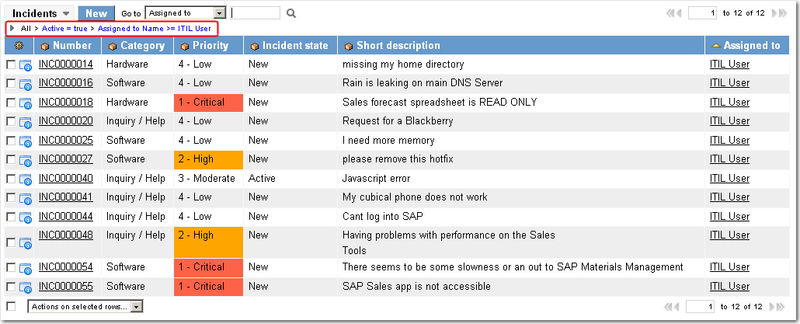 Incidents New Go to Assigned to 1 to 12 of 12
All > Active = true > Assigned to Name >= ITIL User
Number Category Priority Incident state Short description Assigned to
INC0000014 Hardware 4 - Low New missing my home directory ITIL User
INC0000016 Software 4 - Low New Rain is leaking on main DNS Server ITIL User
INC0000018 Hardware 1 - Critical New Sales forecast spreadsheet is READ ONLY ITIL User
INC0000020 Inquiry / Help 4 - Low New Request for a Blackberry ITIL User
INC0000025 Software 4 - Low New I need more memory ITIL User
INC0000027 Software 2 - High New please remove this hotfix ITIL User
INC0000040 Inquiry / Help 3 - Moderate Active Javascript error ITIL User
INC0000041 Inquiry / Help 4 - Low New My cubical phone does not work ITIL User
INC0000044 Inquiry / Help 4 - Low New Cant log into SAP ITIL User
INC0000048 Inquiry / Help 2 - High New Having problems with performance on the Sales ITIL User
Tools
INC0000054 Software 1 - Critical New There seems to be some slowness or an out to SAP Materials Management ITIL User
INC0000055 Software 1 - Critical New SAP Sales app is not accessible ITIL User
Actions on selected rows... 1 to 12 of 12